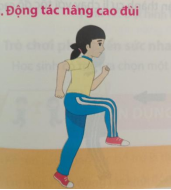 . Động tác nâng cao đùi